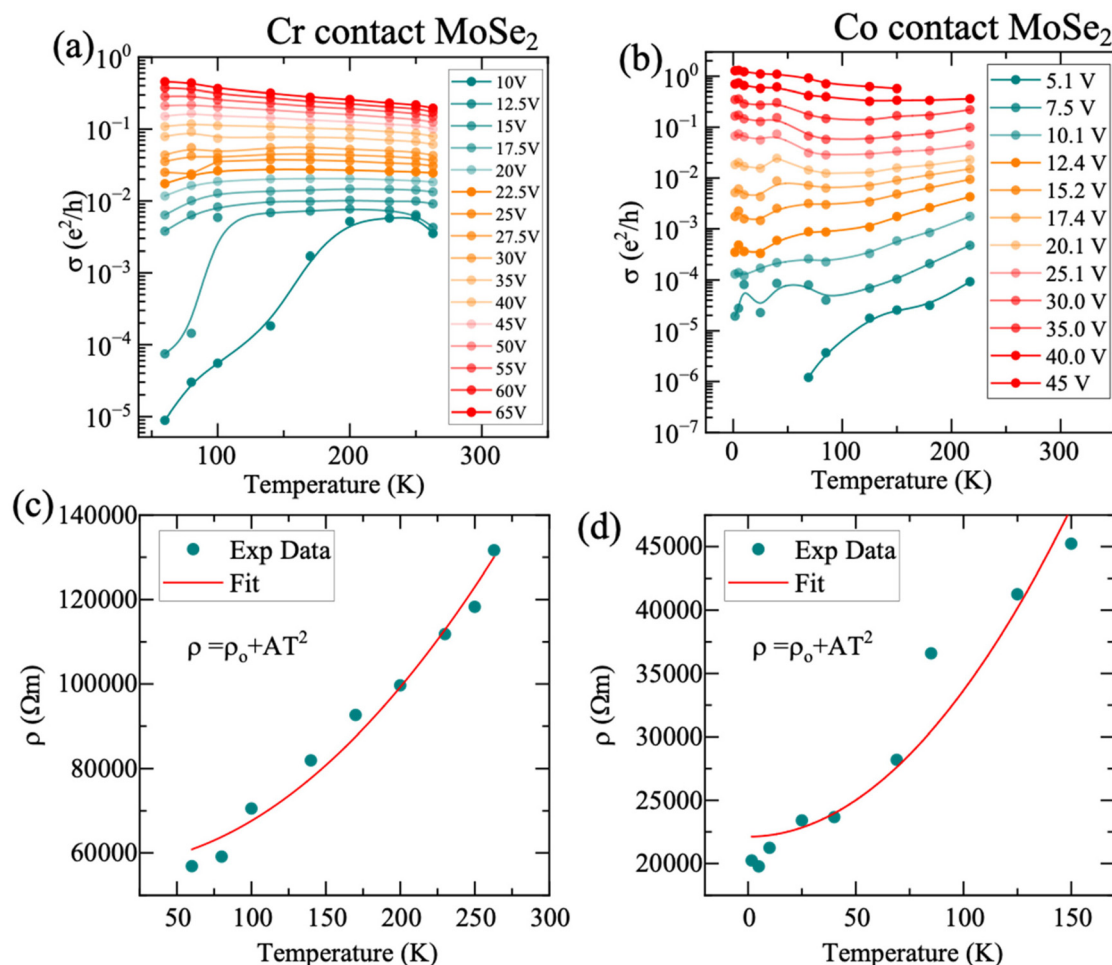 (a) Cr contact MoSe₂
10⁰
10⁻¹
10⁻²
10⁻³
10⁻⁴
10⁻⁵
σ (e²/h)
100 200 300
Temperature (K)
10V
12.5V
15V
17.5V
20V
22.5V
25V
27.5V
30V
35V
40V
45V
50V
55V
60V
65V
(b) Co contact MoSe₂
10⁰
10⁻¹
10⁻²
10⁻³
10⁻⁴
10⁻⁵
10⁻⁶
10⁻⁷
σ (e²/h)
0 100 200 300
Temperature (K)
5.1 V
7.5 V
10.1 V
12.4 V
15.2 V
17.4 V
20.1 V
25.1 V
30.0 V
35.0 V
40.0 V
45 V
(c)
140000
120000
100000
80000
60000
ρ (Ωm)
Exp Data
Fit
ρ =ρₒ+AT²
50 100 150 200 250 300
Temperature (K)
(d)
45000
40000
35000
30000
25000
20000
ρ (Ωm)
Exp Data
Fit
ρ =ρₒ+AT²
0 50 100 150
Temperature (K)